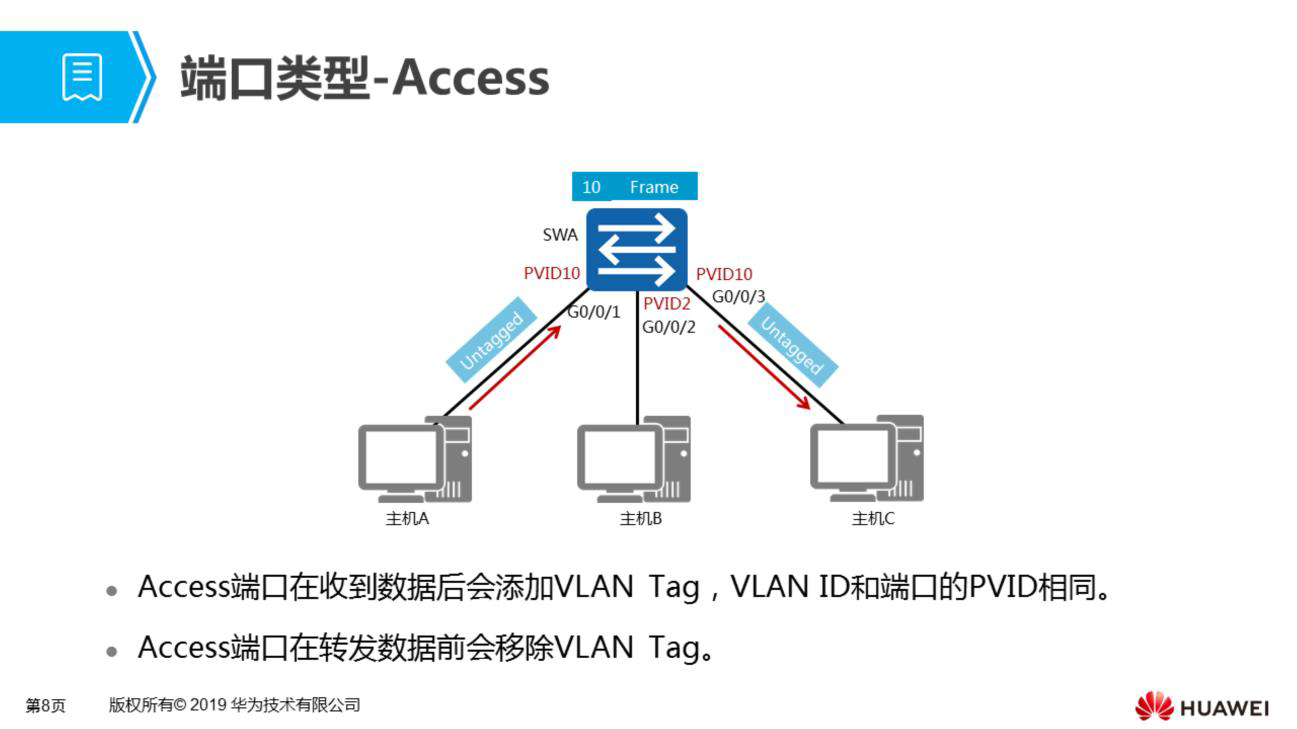 端口类型-Access
10 Frame
SWA
PVID10
PVID10
G0/0/1
PVID2
G0/0/3
G0/0/2
Untagged
Untagged
主机A
主机B
主机C
Access端口在收到数据后会添加VLAN Tag，VLAN ID和端口的PVID相同。
Access端口在转发数据前会移除VLAN Tag。
第8页
版权所有© 2019 华为技术有限公司
HUAWEI